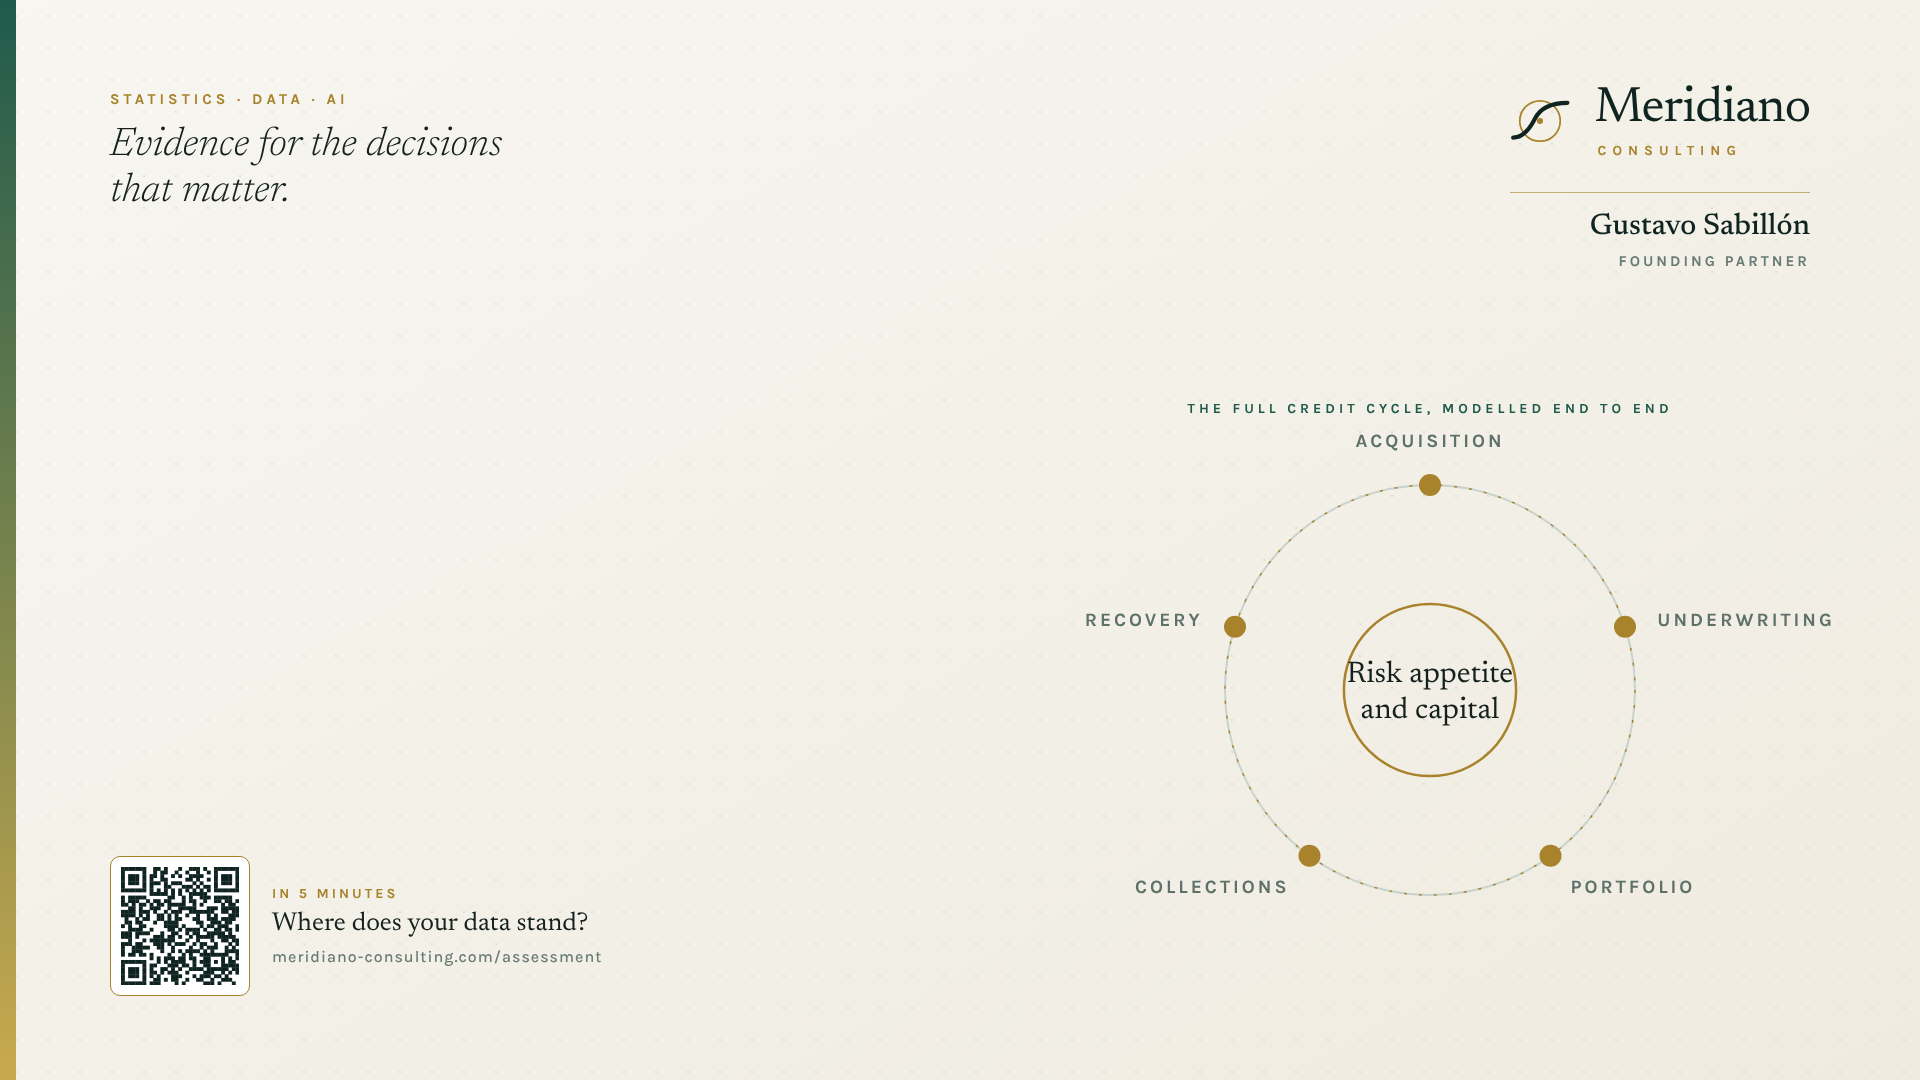 STATISTICS · DATA · AI
Evidence for the decisions
that matter.
Meridiano
CONSULTING
Gustavo Sabillón
FOUNDING PARTNER
THE FULL CREDIT CYCLE, MODELLED END TO END
ACQUISITION
RECOVERY
UNDERWRITING
Risk appetite
and capital
COLLECTIONS
PORTFOLIO
IN 5 MINUTES
Where does your data stand?
meridiano-consulting.com/assessment